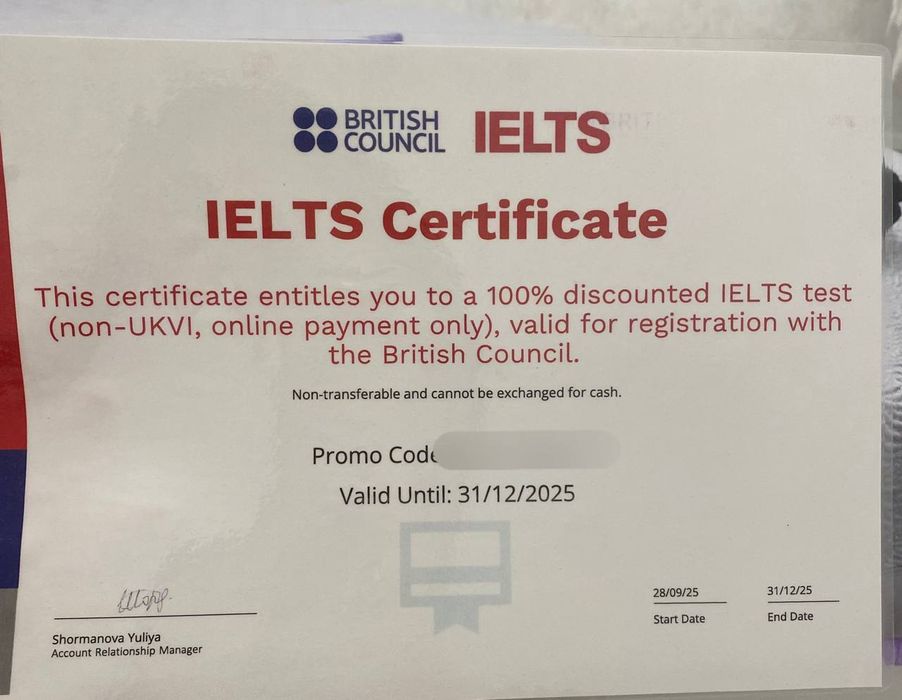 BRITISH
COUNCIL
IELTS
IELTS Certificate
This certificate entitles you to a 100% discounted IELTS test
(non-UKVI, online payment only), valid for registration with
the British Council.
Non-transferable and cannot be exchanged for cash.
Promo Code
Valid Until: 31/12/2025
28/09/25
31/12/25
Start Date
End Date
Shormanova Yuliya
Account Relationship Manager